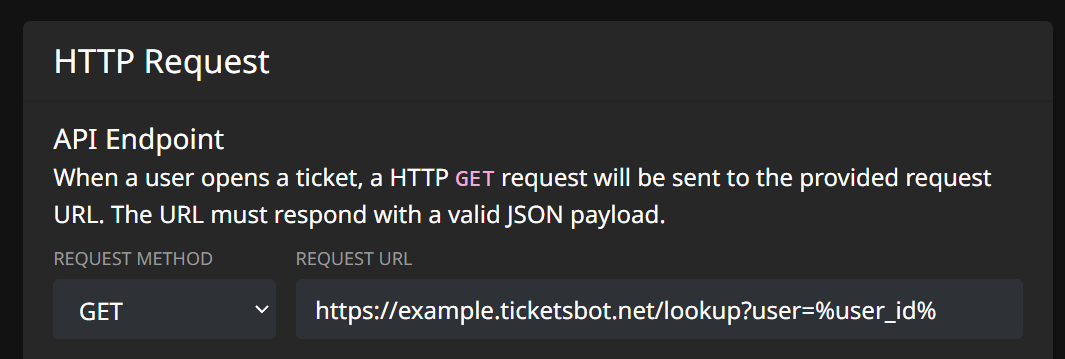 HTTP Request
API Endpoint
When a user opens a ticket, a HTTP GET request will be sent to the provided request
URL. The URL must respond with a valid JSON payload.
REQUEST METHOD
REQUEST URL
GET
https://example.ticketsbot.net/lookup?user=%user_id%